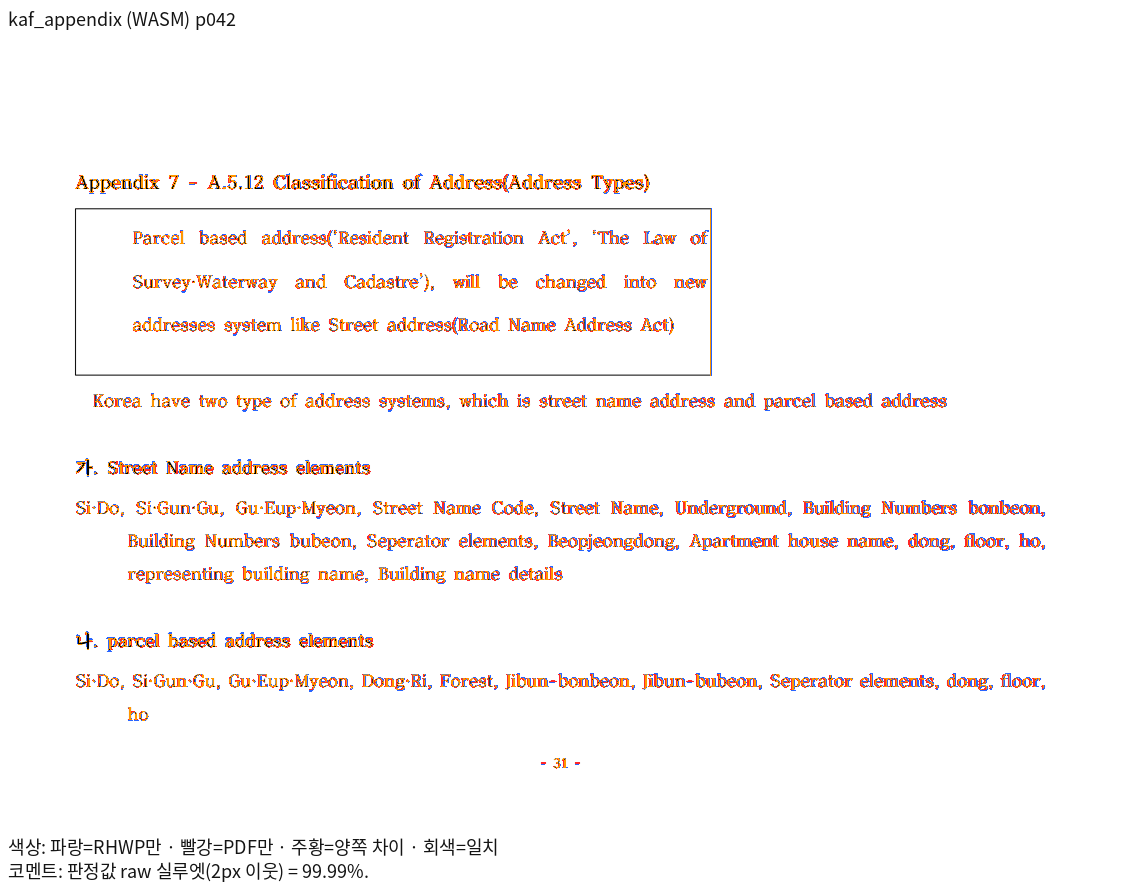 kaf_appendix (WASM) p042
Appendix 7 - A.5.12 Classification of Address(Address Types)
Parcel based address('Resident Registration Act', 'The Law of
Survey·Waterway and Cadastre'), will be changed into new
addresses system like Street address(Road Name Address Act)
Korea have two type of address systems, which is street name address and parcel based address
가. Street Name address elements
Si·Do, Si·Gun·Gu, Gu·Eup·Myeon, Street Name Code, Street Name, Underground, Building Numbers bonbeon,
Building Numbers bubeon, Seperator elements, Beopjeongdong, Apartment house name, dong, floor, ho,
representing building name, Building name details
나. parcel based address elements
Si·Do, Si·Gun·Gu, Gu·Eup·Myeon, Dong·Ri, Forest, Jibun-bonbeon, Jibun-bubeon, Seperator elements, dong, floor,
ho
- 31 -
색상: 파랑=RHWP만 · 빨강=PDF만 · 주황=양쪽 차이 · 회색=일치
코멘트: 판정값 raw 실루엣(2px 이웃) = 99.99%.